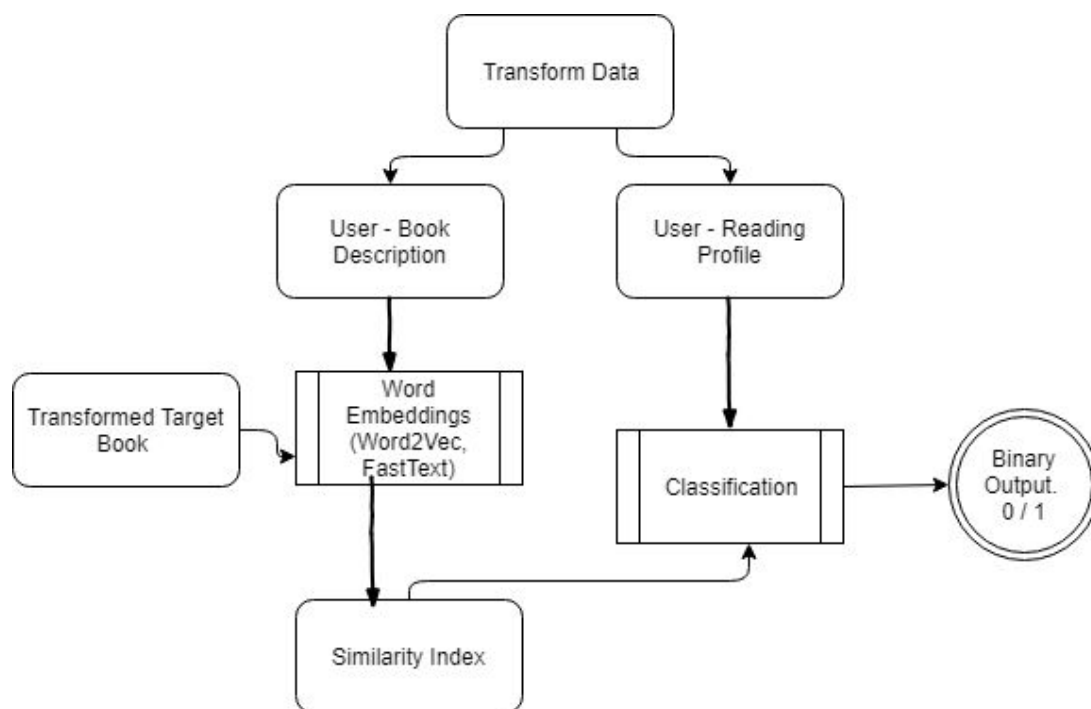 Transform Data
User - Book
Description
User - Reading
Profile
Transformed Target
Book
Word
Embeddings
(Word2Vec,
FastText)
Classification
Binary
Output.
0 / 1
Similarity Index